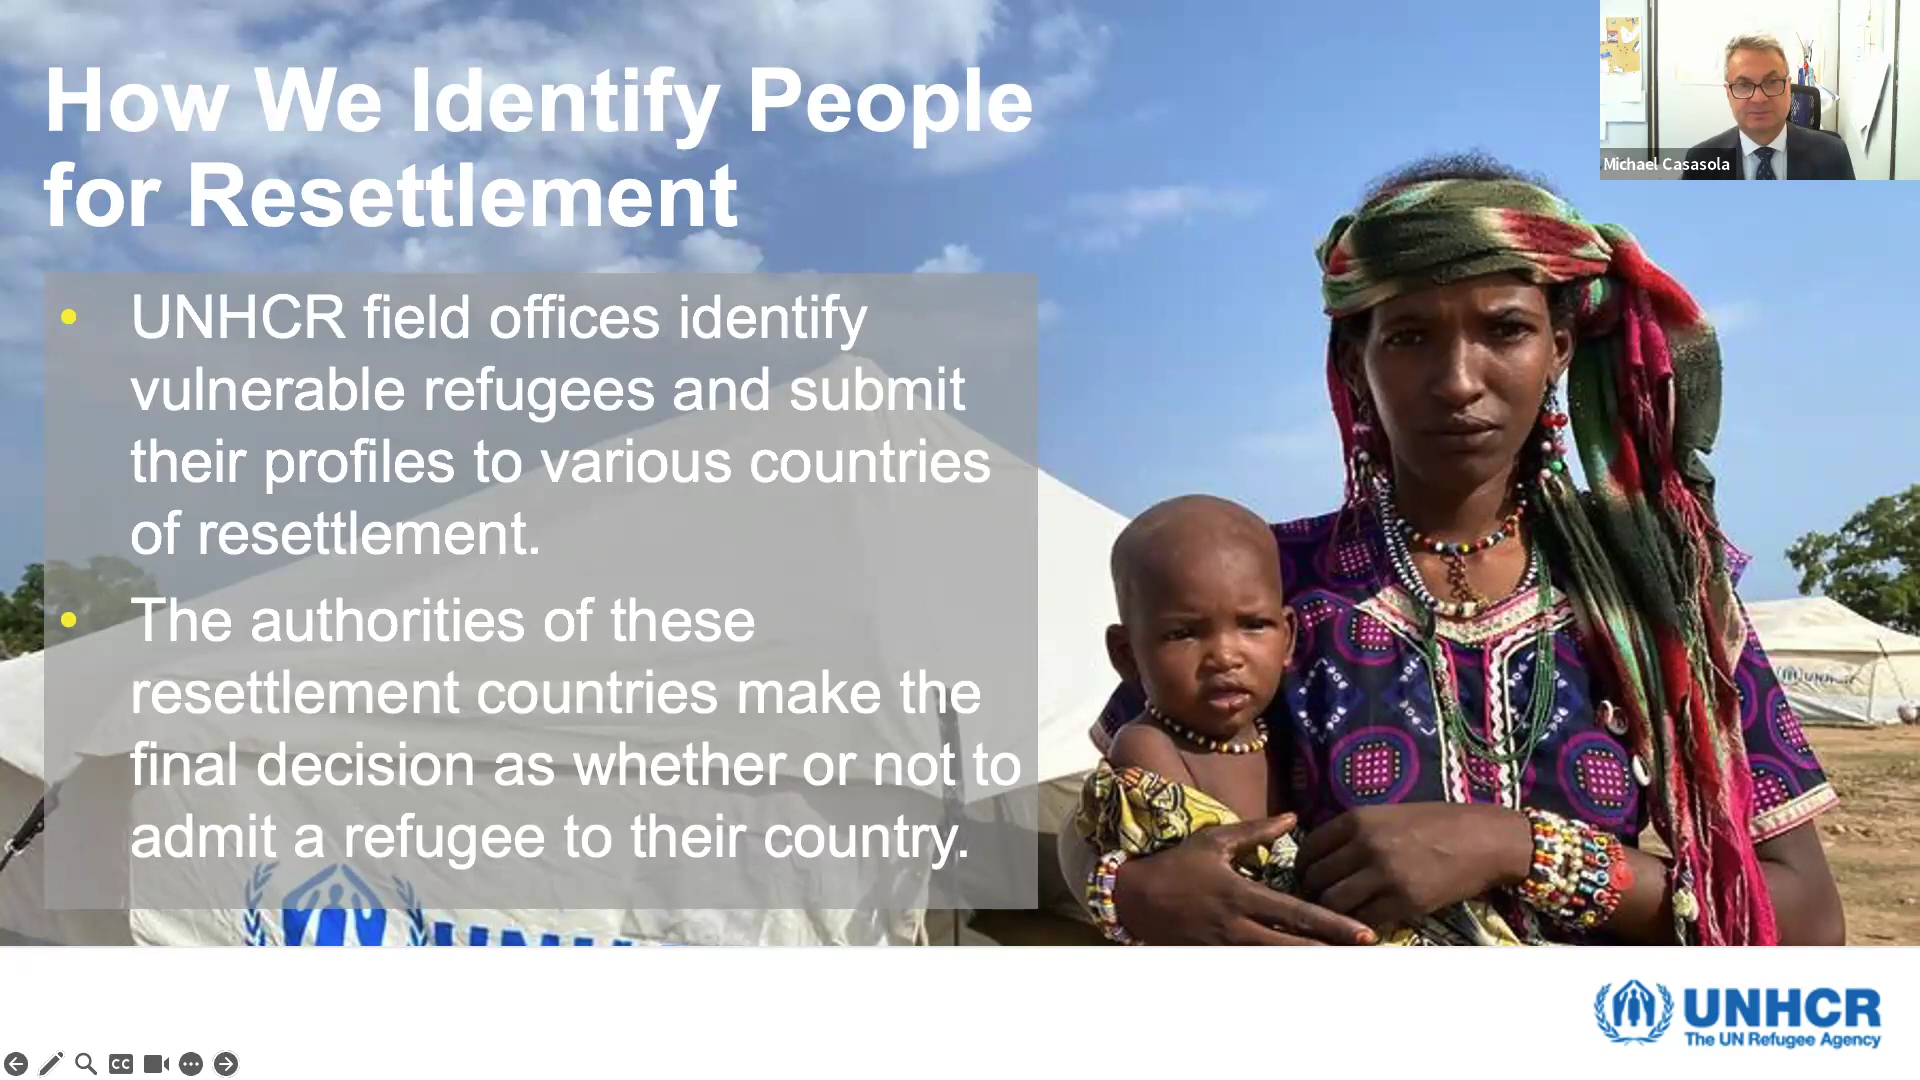 How We Identify People
for Resettlement
Michael Casasola
• UNHCR field offices identify
vulnerable refugees and submit
their profiles to various countries
of resettlement.
• The authorities of these
resettlement countries make the
final decision as whether or not to
admit a refugee to their country.
UNHCR
UNHCR
The UN Refugee Agency
CC